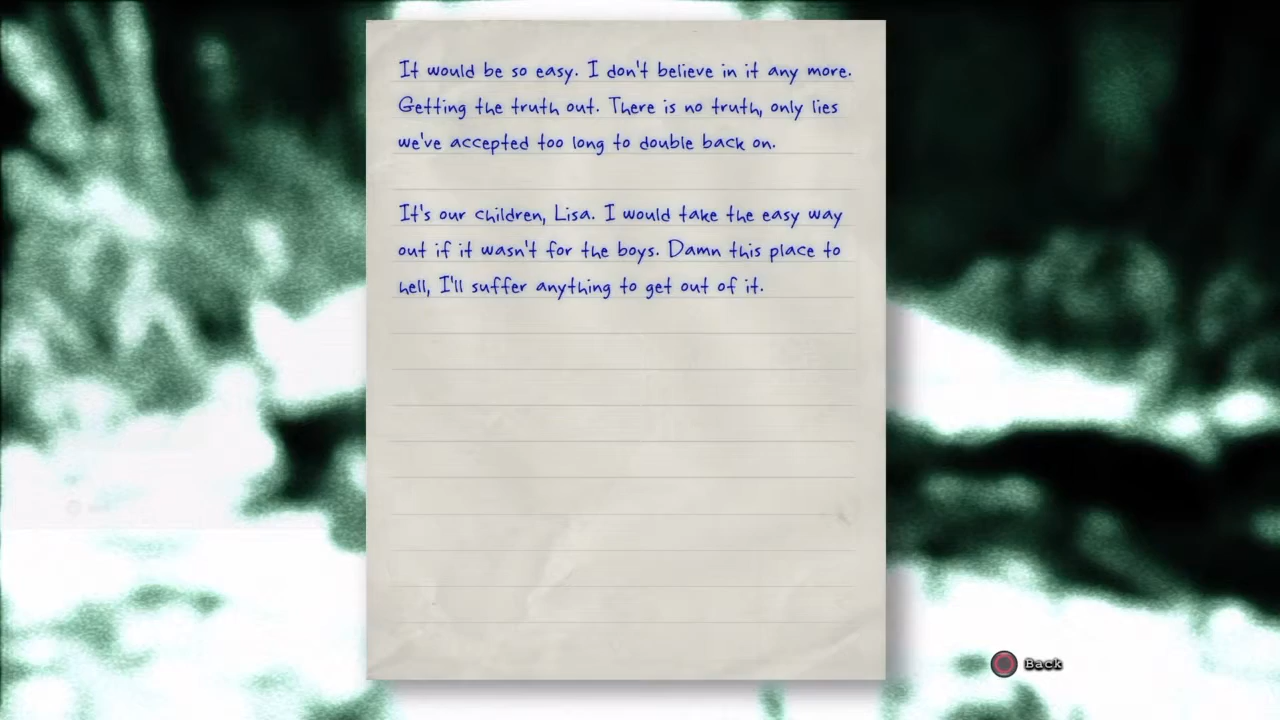 It would be so easy. I don't believe in it any more.
Getting the truth out. There is no truth, only lies
we've accepted too long to double back on.
It's our children, Lisa. I would take the easy way
out if it wasn't for the boys. Damn this place to
hell, I'll suffer anything to get out of it.
Back